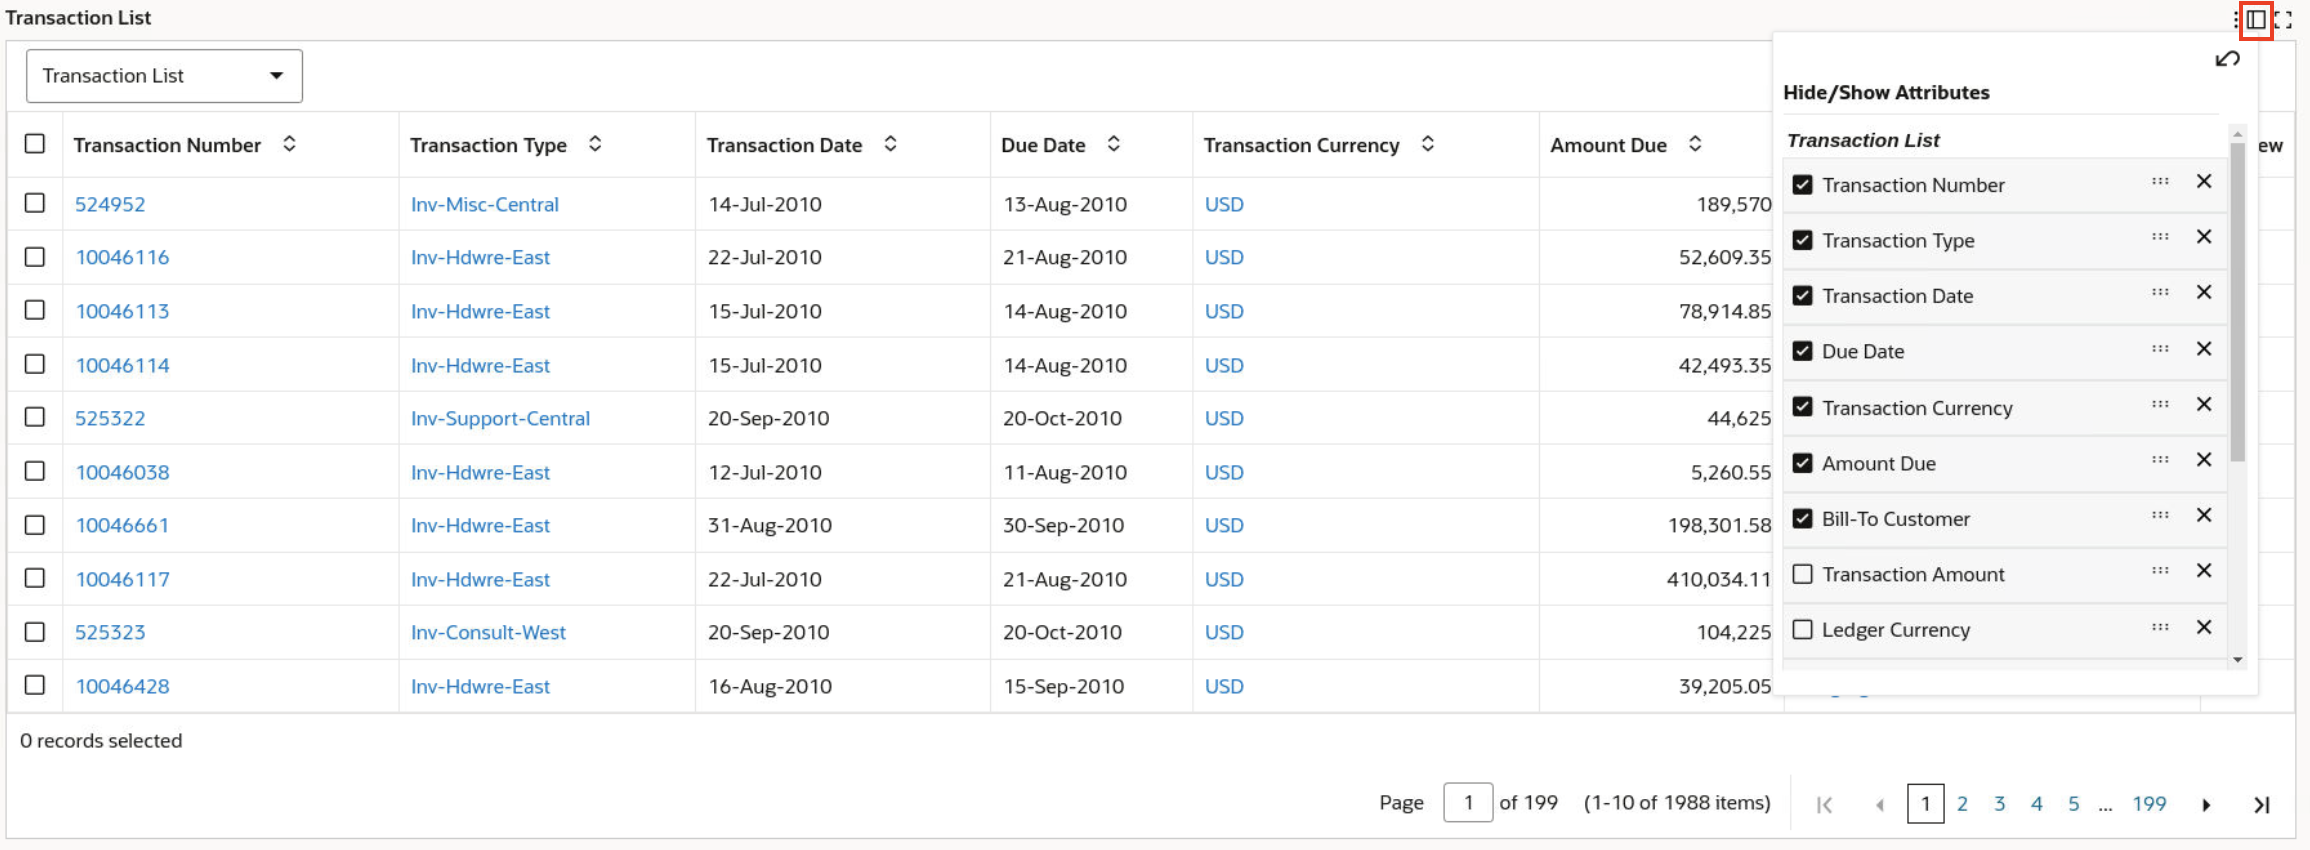 Transaction List
Transaction List
Transaction Number Transaction Type Transaction Date Due Date Transaction Currency Amount Due ew
524952 Inv-Misc-Central 14-Jul-2010 13-Aug-2010 USD 189,570
10046116 Inv-Hdwre-East 22-Jul-2010 21-Aug-2010 USD 52,609.35
10046113 Inv-Hdwre-East 15-Jul-2010 14-Aug-2010 USD 78,914.85
10046114 Inv-Hdwre-East 15-Jul-2010 14-Aug-2010 USD 42,493.35
525322 Inv-Support-Central 20-Sep-2010 20-Oct-2010 USD 44,625
10046038 Inv-Hdwre-East 12-Jul-2010 11-Aug-2010 USD 5,260.55
10046661 Inv-Hdwre-East 31-Aug-2010 30-Sep-2010 USD 198,301.58
10046117 Inv-Hdwre-East 22-Jul-2010 21-Aug-2010 USD 410,034.11
525323 Inv-Consult-West 20-Sep-2010 20-Oct-2010 USD 104,225
10046428 Inv-Hdwre-East 16-Aug-2010 15-Sep-2010 USD 39,205.05
Hide/Show Attributes
Transaction List
Transaction Number
Transaction Type
Transaction Date
Due Date
Transaction Currency
Amount Due
Bill-To Customer
Transaction Amount
Ledger Currency
0 records selected
Page 1 of 199 (1-10 of 1988 items) 1 2 3 4 5 ... 199